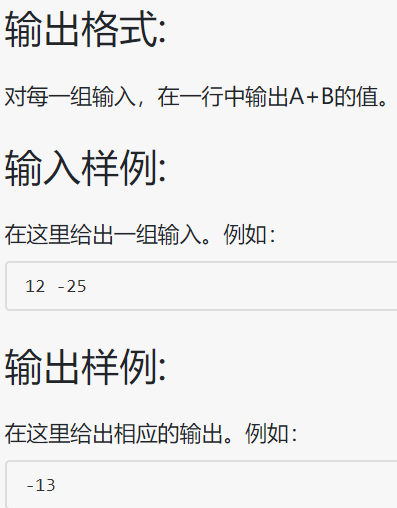 输出格式:
对每一组输入，在一行中输出A+B的值。
输入样例:
在这里给出一组输入。例如：
12 -25
输出样例:
在这里给出相应的输出。例如：
-13